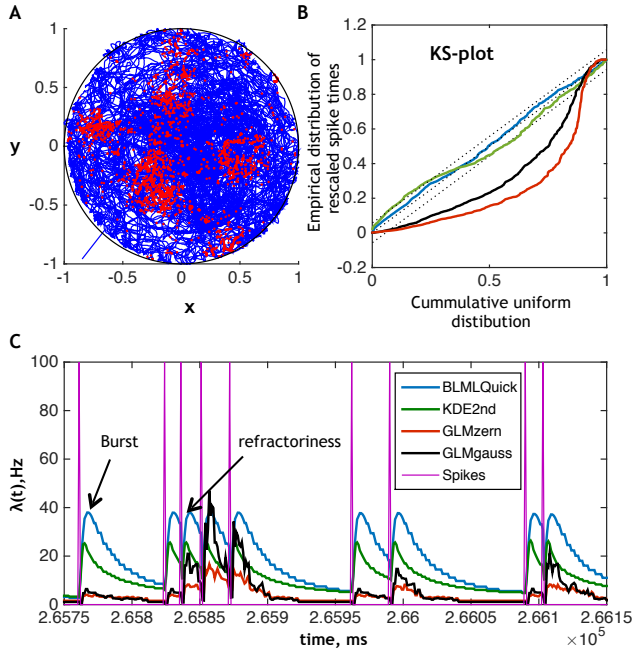 A
1
0.5
y
0
-0.5
-1
-1
-0.5
0
0.5
1
x
B
KS-plot
Empirical distribution of
rescaled spike times
1.2
1
0.8
0.6
0.4
0.2
0
-0.2
0
0.5
1
Cummulative uniform
distibution
C
100
80
60
40
20
0
λ(t),Hz
Burst
refractoriness
BLMLQuick
KDE2nd
GLMzern
GLMgauss
Spikes
2.6575
2.658
2.6585
2.659
2.6595
2.66
2.6605
2.661
2.6615
×10⁵
time, ms